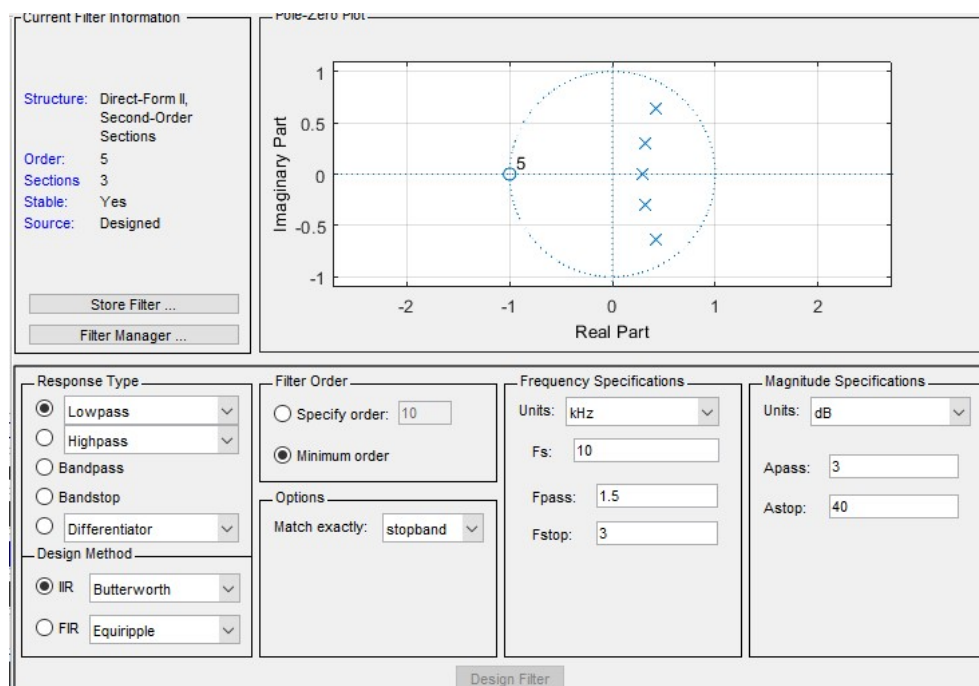 Current Filter Information
Structure: Direct-Form II,
Second-Order
Sections
Order: 5
Sections 3
Stable: Yes
Source: Designed
Store Filter ...
Filter Manager ...
Pole-Zero Plot
1
0.5
0
-0.5
-1
Imaginary Part
5
-2 -1 0 1 2
Real Part
Response Type
Lowpass
Highpass
Bandpass
Bandstop
Differentiator
Design Method
IIR Butterworth
FIR Equiripple
Filter Order
Specify order: 10
Minimum order
Options
Match exactly: stopband
Frequency Specifications
Units: kHz
Fs: 10
Fpass: 1.5
Fstop: 3
Magnitude Specifications
Units: dB
Apass: 3
Astop: 40
Design Filter